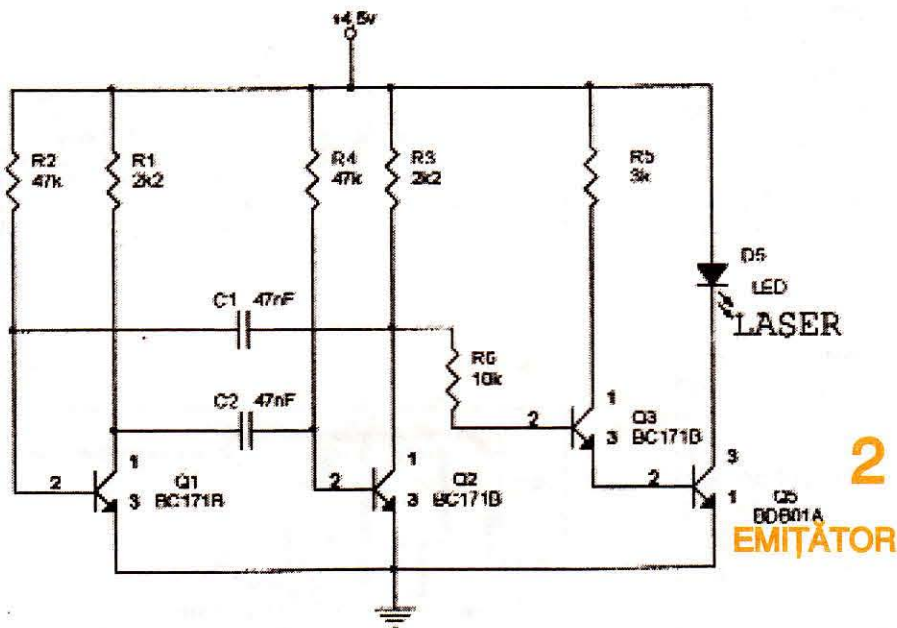 +4.5v
R2
47k
R1
2k2
R4
47k
R3
2k2
R5
3k
D5
LED
LASER
C1 47nF
R6
10k
C2 47nF
1
2
3
Q3
BC171B
2
3
1
Q5
2
EMIȚĂTOR
1
2
3
Q1
BC171B
1
2
3
Q2
BC171B